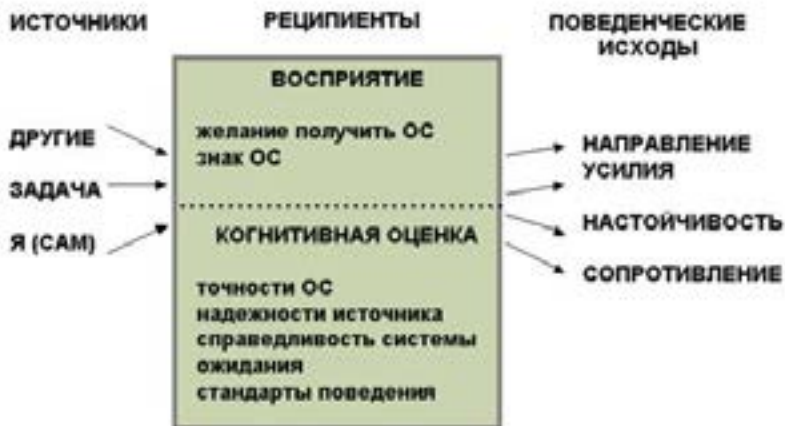 ИСТОЧНИКИ
РЕЦИПИЕНТЫ
ПОВЕДЕНЧЕСКИЕ
ИСХОДЫ
ДРУГИЕ
ЗАДАЧА
Я (САМ)
ВОСПРИЯТИЕ
желание получить ОС
знак ОС
КОГНИТИВНАЯ ОЦЕНКА
точности ОС
надежности источника
справедливость системы
ожидания
стандарты поведения
НАПРАВЛЕНИЕ
УСИЛИЯ
НАСТОЙЧИВОСТЬ
СОПРОТИВЛЕНИЕ